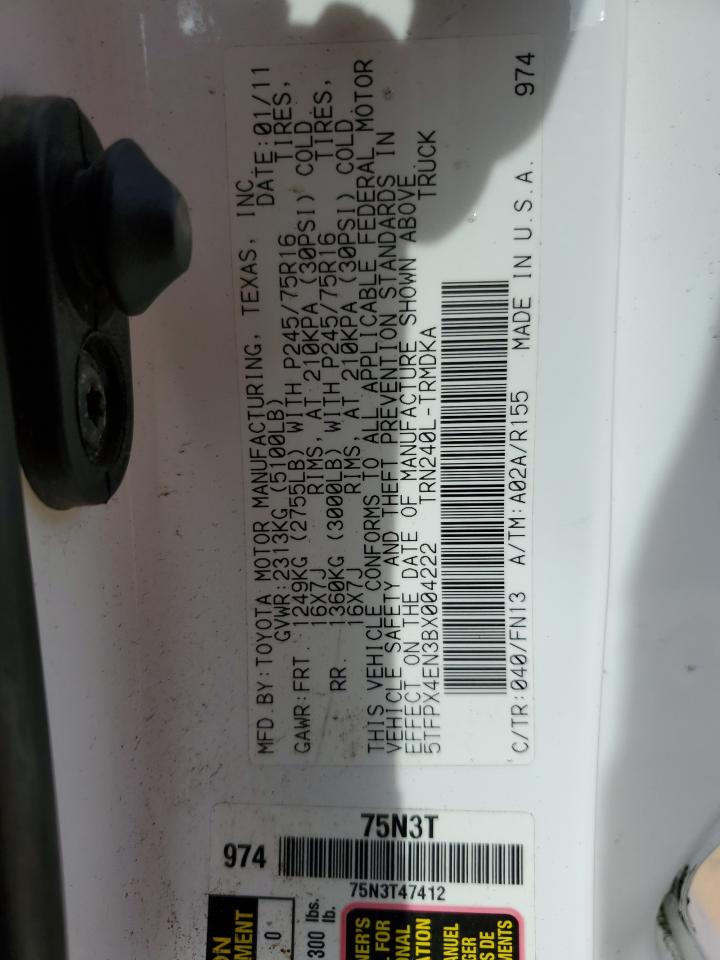 MFD.BY:TOYOTA MOTOR MANUFACTURING, TEXAS, INC.
GVWR:2313KG (5100LB) DATE:01/11
GAWR:FRT. 1249KG (2755LB) WITH P245/75R16 TIRES,
16X7J RIMS, AT 210KPA (30PSI) COLD
RR. 1360KG (3000LB) WITH P245/75R16 TIRES,
16X7J RIMS, AT 210KPA (30PSI) COLD
THIS VEHICLE CONFORMS TO ALL APPLICABLE FEDERAL MOTOR
VEHICLE SAFETY AND THEFT PREVENTION STANDARDS IN
EFFECT ON THE DATE OF MANUFACTURE SHOWN ABOVE.
5TFPX4EN3BX004222 TRN240L-TRMDKA TRUCK
C/TR:040/FN13 A/TM:A02A/R155 MADE IN U.S.A. 974
75N3T
974
75N3T47412
0
300 lbs.
lb.